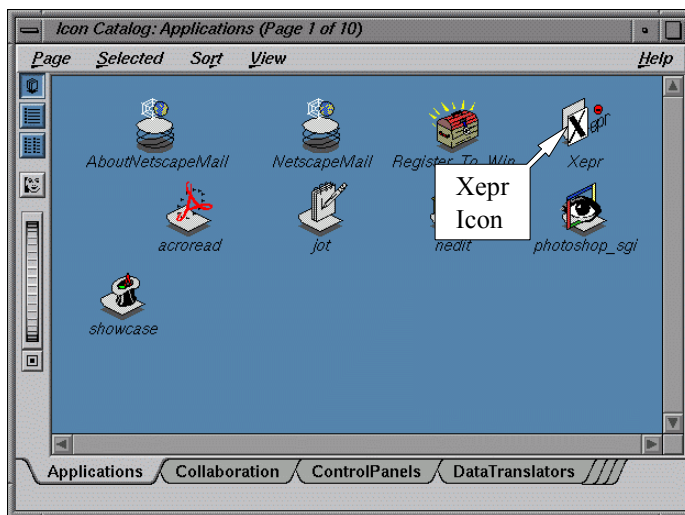 Icon Catalog: Applications (Page 1 of 10)
Page Selected Sort View Help
AboutNetscapeMail NetscapeMail Register_To_Win Xepr
Xepr
Icon
acroread jot nedit photoshop_sgi
showcase
Applications Collaboration ControlPanels DataTranslators